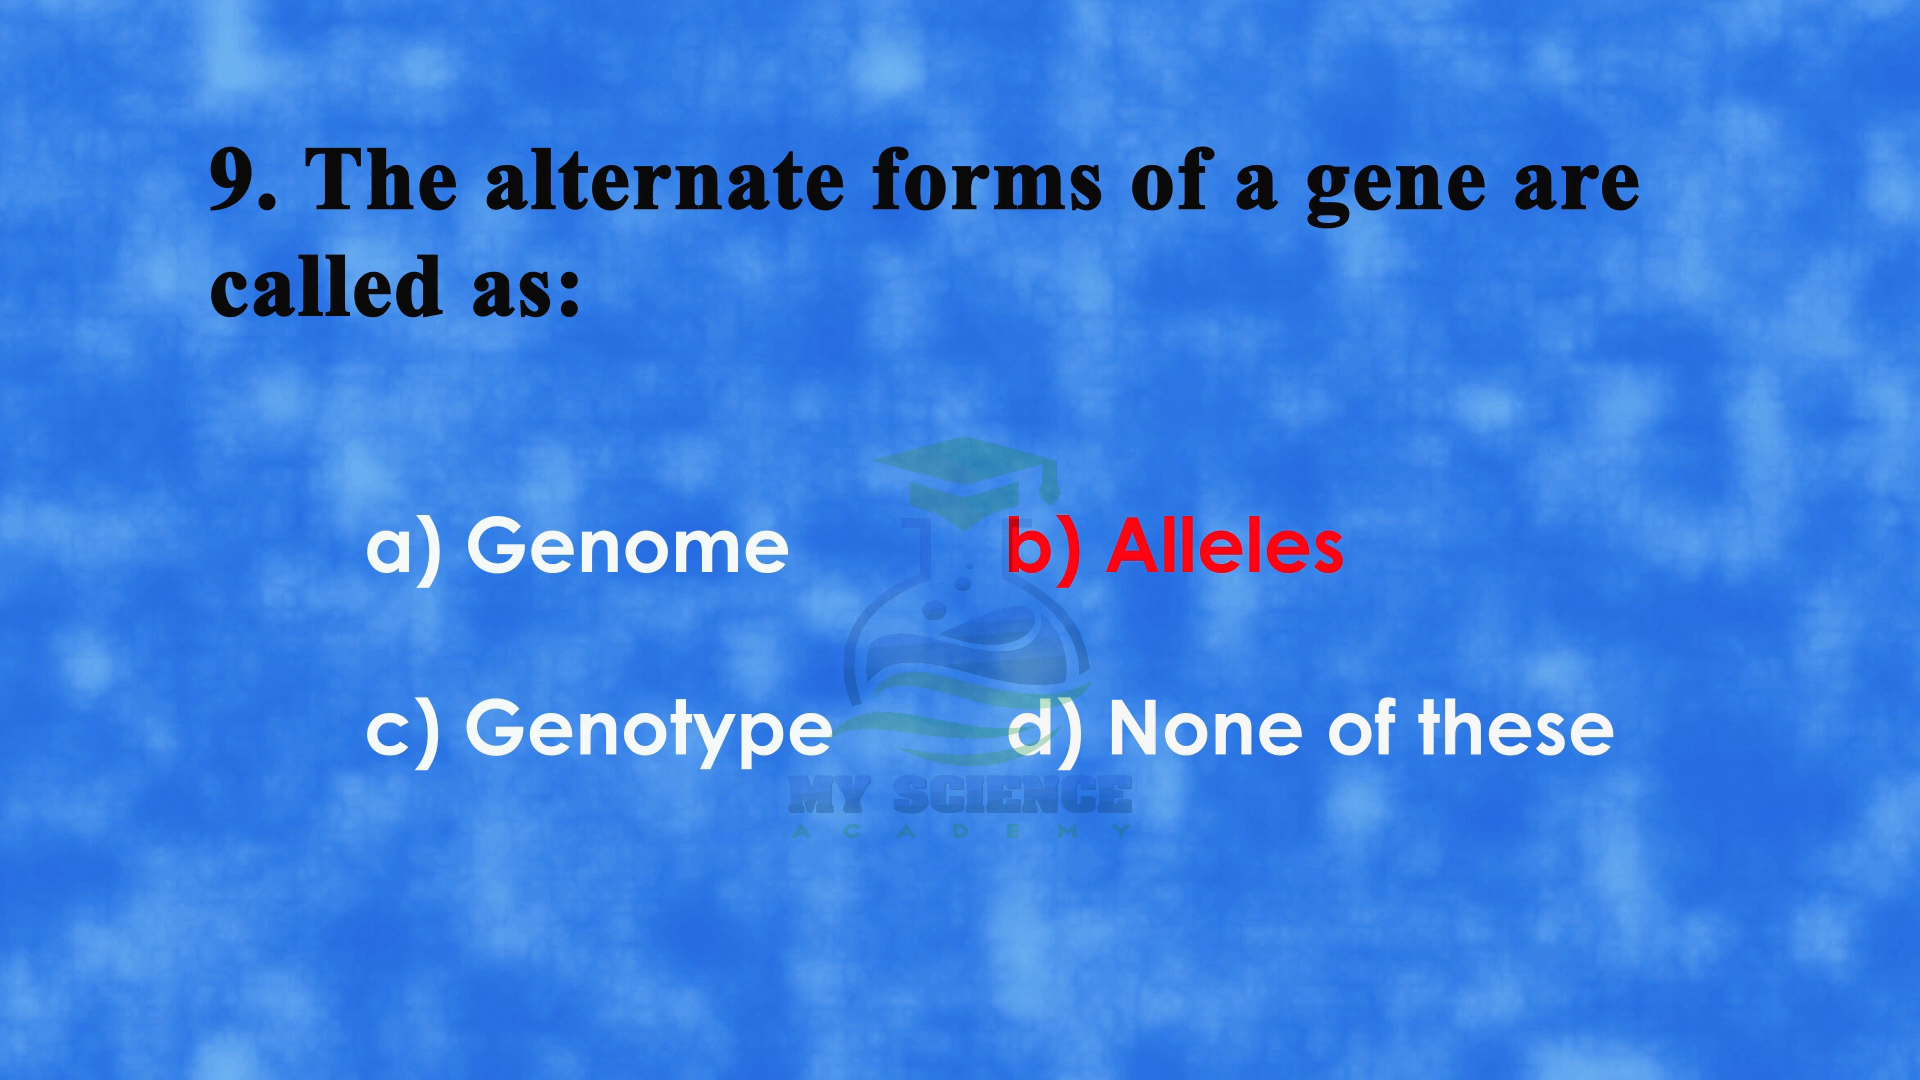 9. The alternate forms of a gene are
called as:
a) Genome b) Alleles
c) Genotype d) None of these
MY SCIENCE
ACADEMY